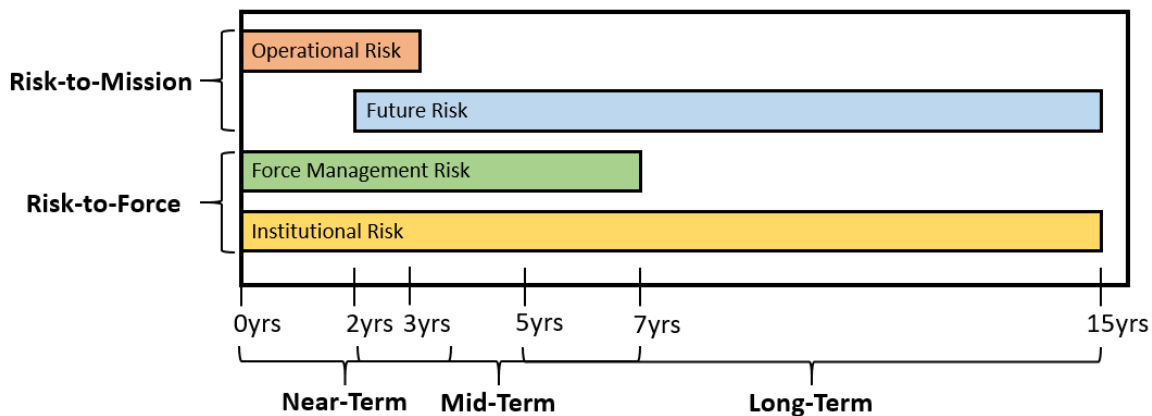 Risk-to-Mission
Operational Risk
Future Risk
Risk-to-Force
Force Management Risk
Institutional Risk
0yrs 2yrs 3yrs 5yrs 7yrs 15yrs
Near-Term Mid-Term Long-Term